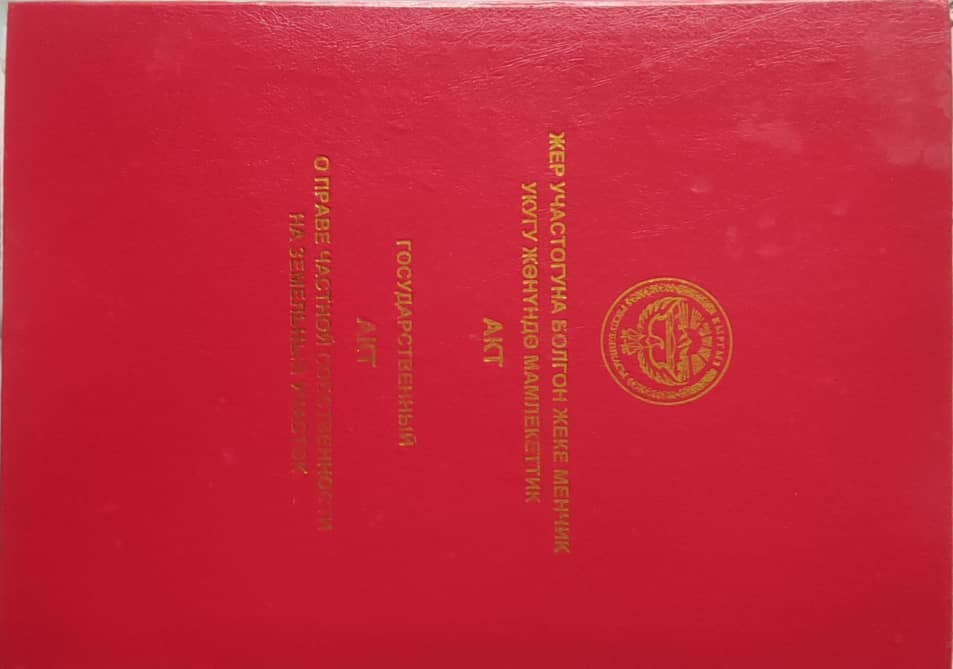 ЖЕР УЧАСТОГУНА БОЛГОН ЖЕКЕ МЕНЧИК
УКУГУ ЖӨНҮНДӨ МАМЛЕКЕТТИК
АКТ
ГОСУДАРСТВЕННЫЙ
АКТ
О ПРАВЕ ЧАСТНОЙ СОБСТВЕННОСТИ
НА ЗЕМЕЛЬНЫЙ УЧАСТОК